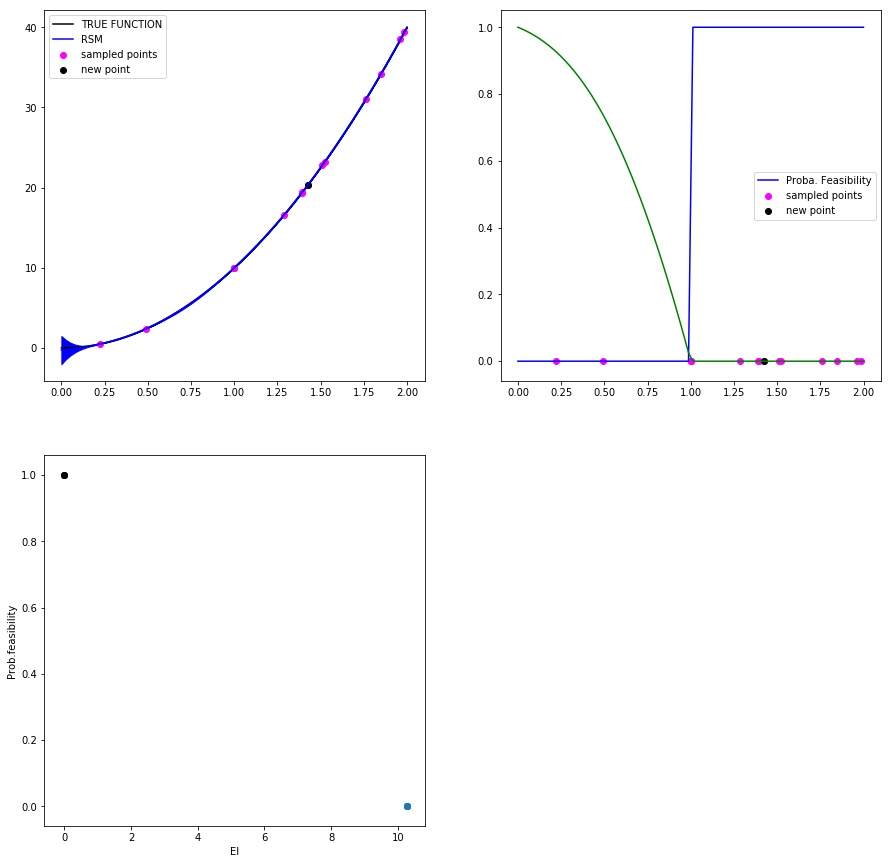 TRUE FUNCTION
RSM
sampled points
new point
40
30
20
10
0
0.00 0.25 0.50 0.75 1.00 1.25 1.50 1.75 2.00
1.0
0.8
0.6
0.4
0.2
0.0
Proba. Feasibility
sampled points
new point
0.00 0.25 0.50 0.75 1.00 1.25 1.50 1.75 2.00
Prob.feasibility
1.0
0.8
0.6
0.4
0.2
0.0
0 2 4 6 8 10
EI